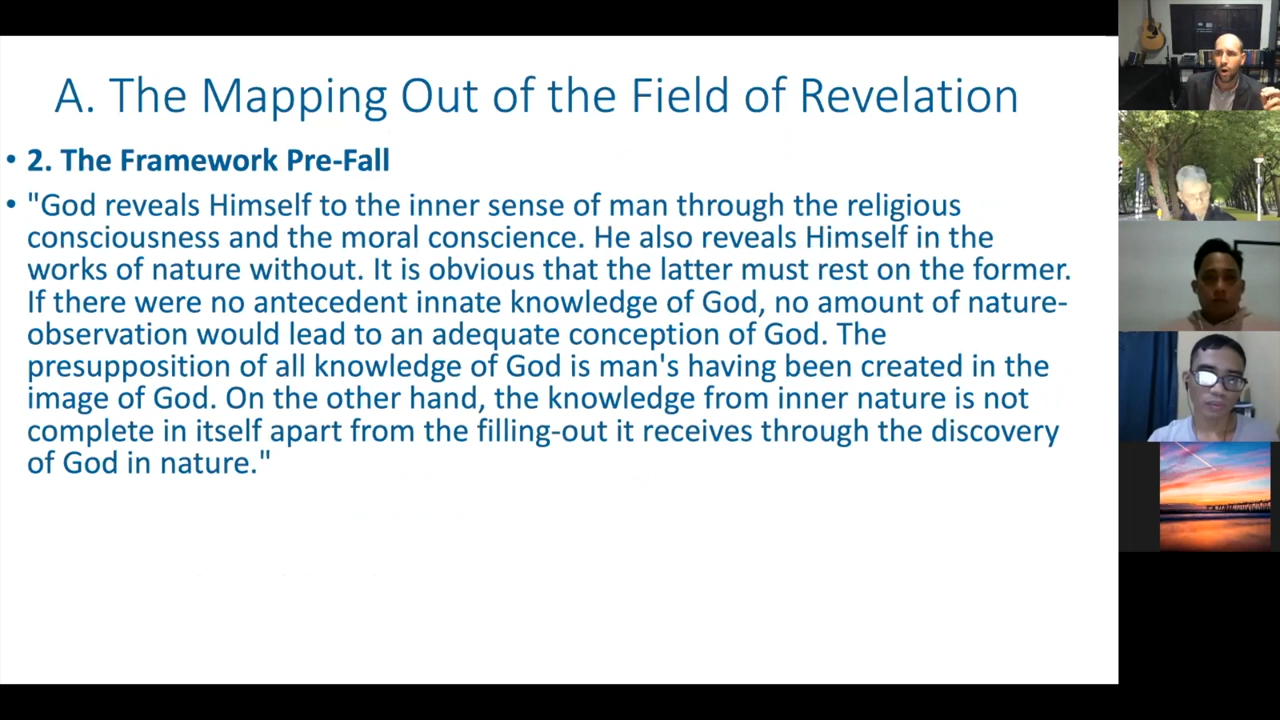 A. The Mapping Out of the Field of Revelation
• 2. The Framework Pre-Fall
• "God reveals Himself to the inner sense of man through the religious
consciousness and the moral conscience. He also reveals Himself in the
works of nature without. It is obvious that the latter must rest on the former.
If there were no antecedent innate knowledge of God, no amount of nature-
observation would lead to an adequate conception of God. The
presupposition of all knowledge of God is man's having been created in the
image of God. On the other hand, the knowledge from inner nature is not
complete in itself apart from the filling-out it receives through the discovery
of God in nature."